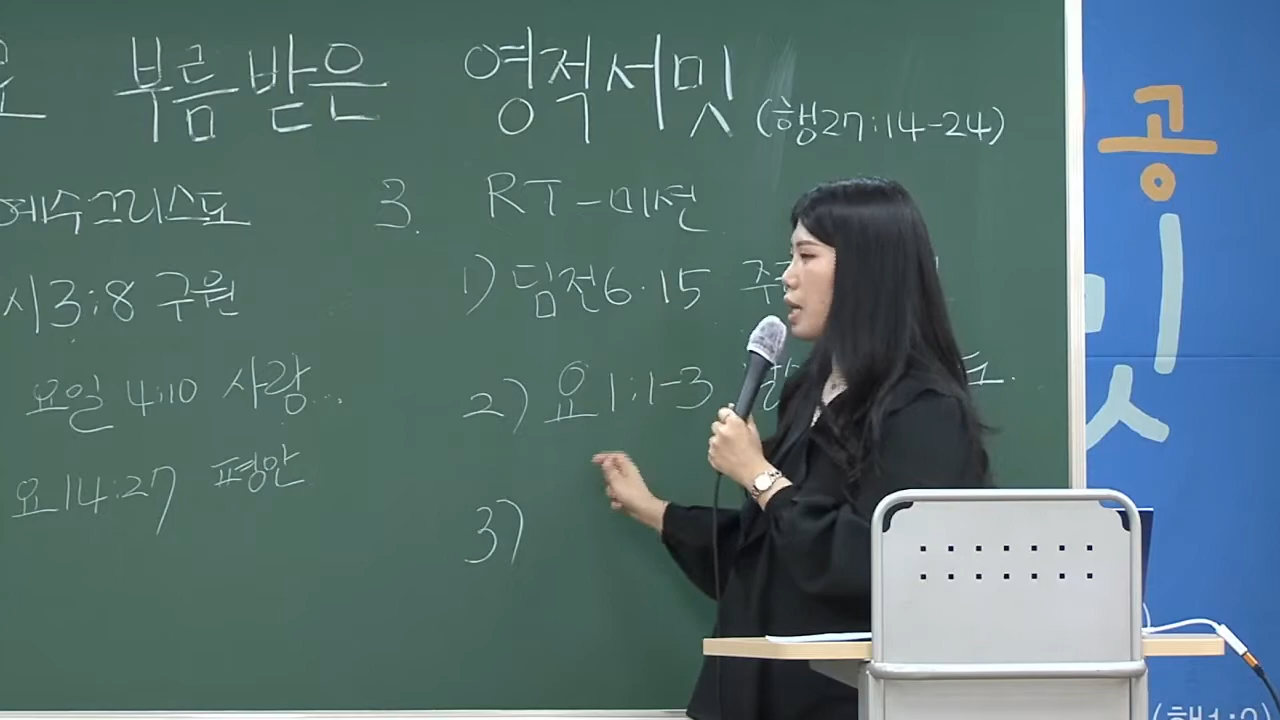 부름받은 영적서밋 (행27:14-24)
예수그리스도
시3:8 구원
요일 4:10 사랑...
요14:27 평안
3. RT-미션
1) 딤전6:15
2) 요1:1-3
3)
공
밋